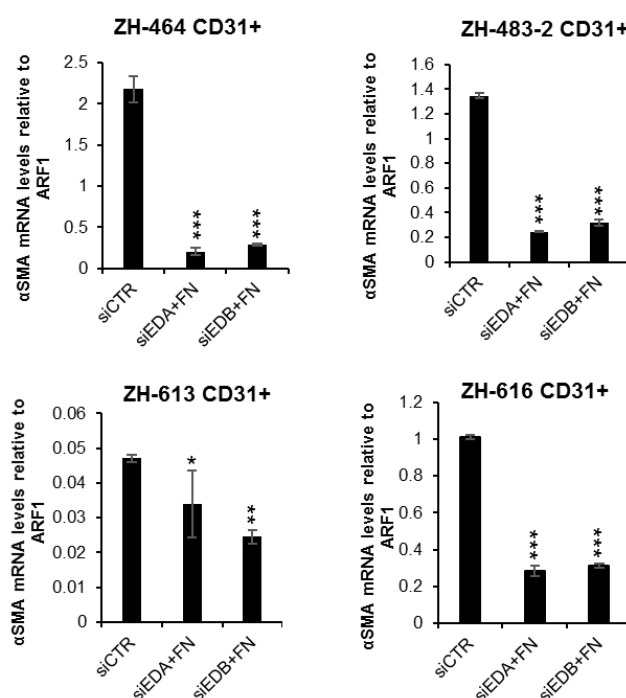 ZH-464 CD31+
αSMA mRNA levels relative to
ARF1
2.5
2
1.5
1
0.5
0
***
***
siCTR
siEDA+FN
siEDB+FN
ZH-483-2 CD31+
αSMA mRNA levels relative to
ARF1
1.6
1.4
1.2
1
0.8
0.6
0.4
0.2
0
***
***
siCTR
siEDA+FN
siEDB+FN
ZH-613 CD31+
αSMA mRNA levels relative to
ARF1
0.06
0.05
0.04
0.03
0.02
0.01
0
*
**
siCTR
siEDA+FN
siEDB+FN
ZH-616 CD31+
αSMA mRNA levels relative to
ARF1
1.2
1
0.8
0.6
0.4
0.2
0
***
***
siCTR
siEDA+FN
siEDB+FN